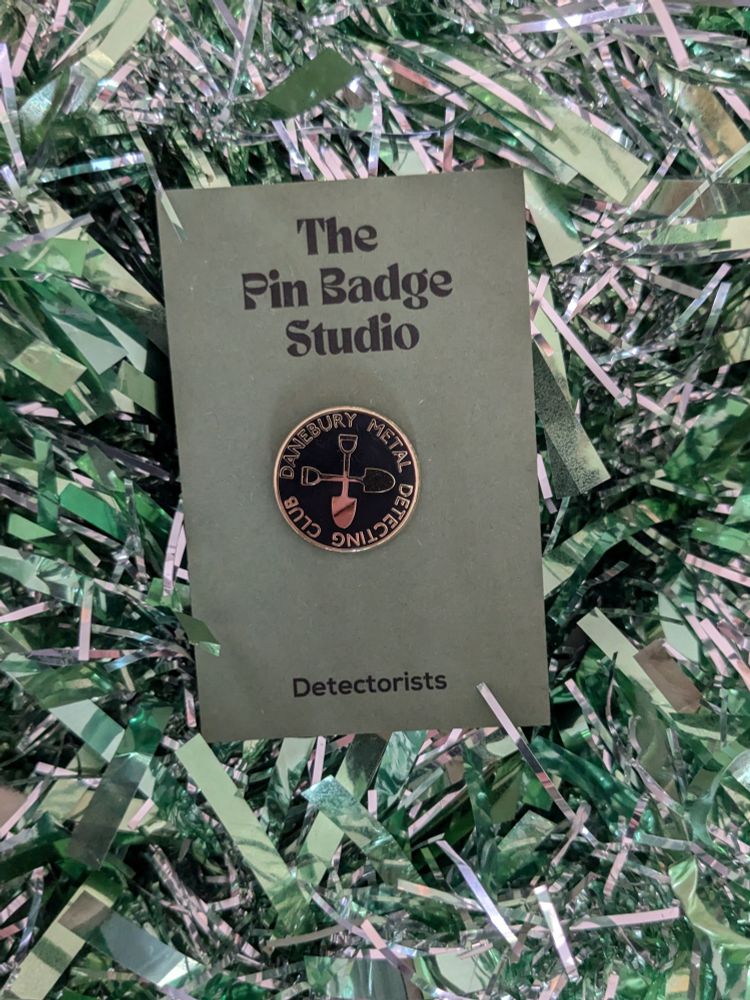 The
Pin Badge
Studio
DANEBURY METAL DETECTING CLUB
Detectorists